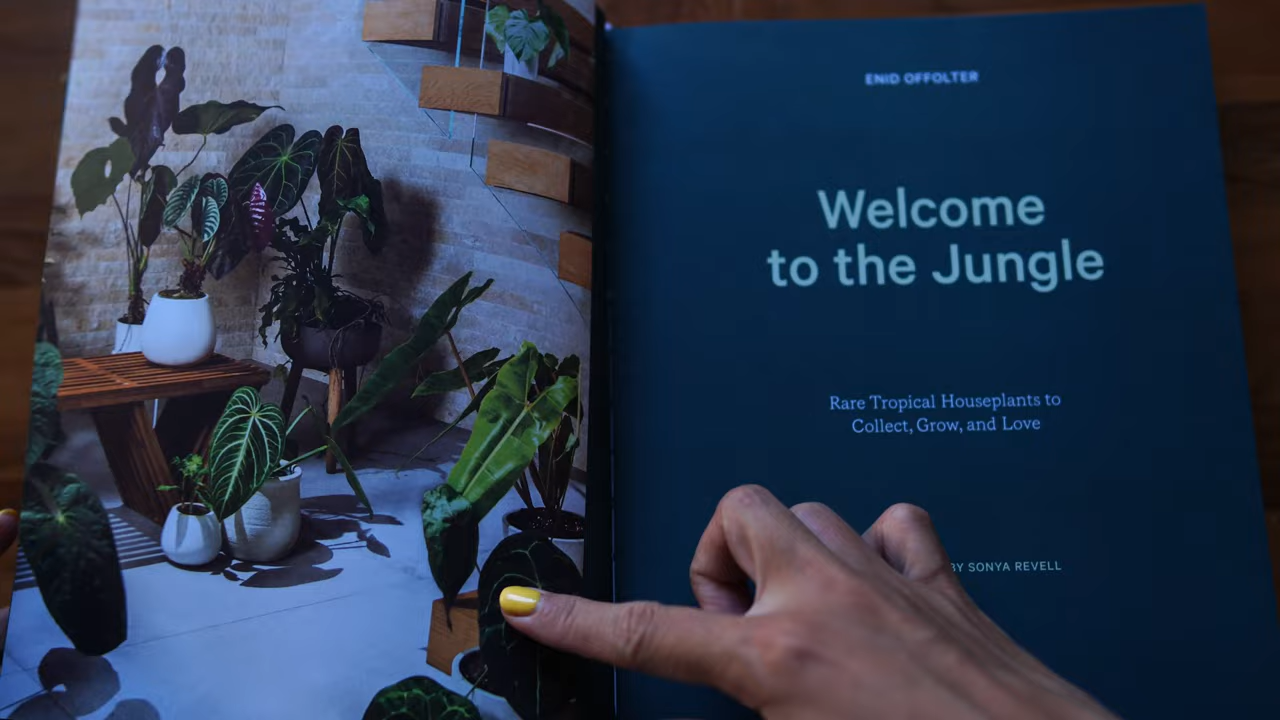 ENID OFFOLTER
Welcome
to the Jungle
Rare Tropical Houseplants to
Collect, Grow, and Love
BY SONYA REVELL